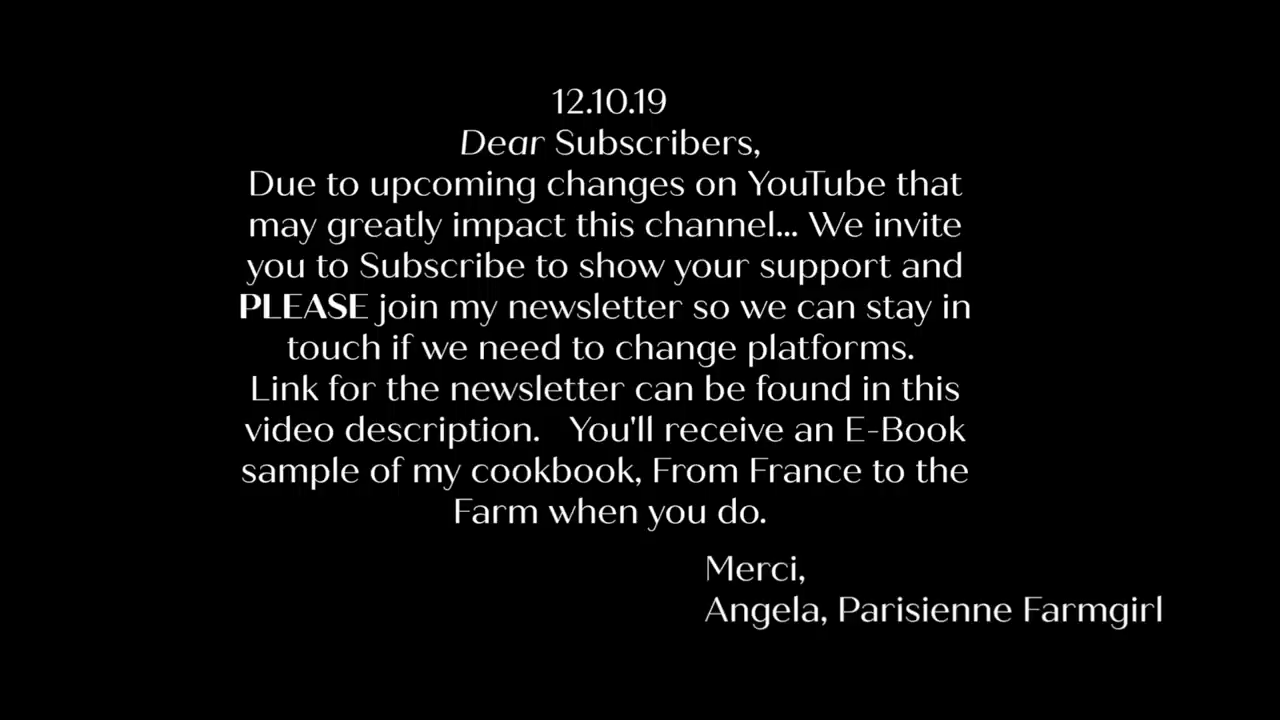 12.10.19
Dear Subscribers,
Due to upcoming changes on YouTube that
may greatly impact this channel... We invite
you to Subscribe to show your support and
PLEASE join my newsletter so we can stay in
touch if we need to change platforms.
Link for the newsletter can be found in this
video description.   You'll receive an E-Book
sample of my cookbook, From France to the
Farm when you do.
Merci,
Angela, Parisienne Farmgirl